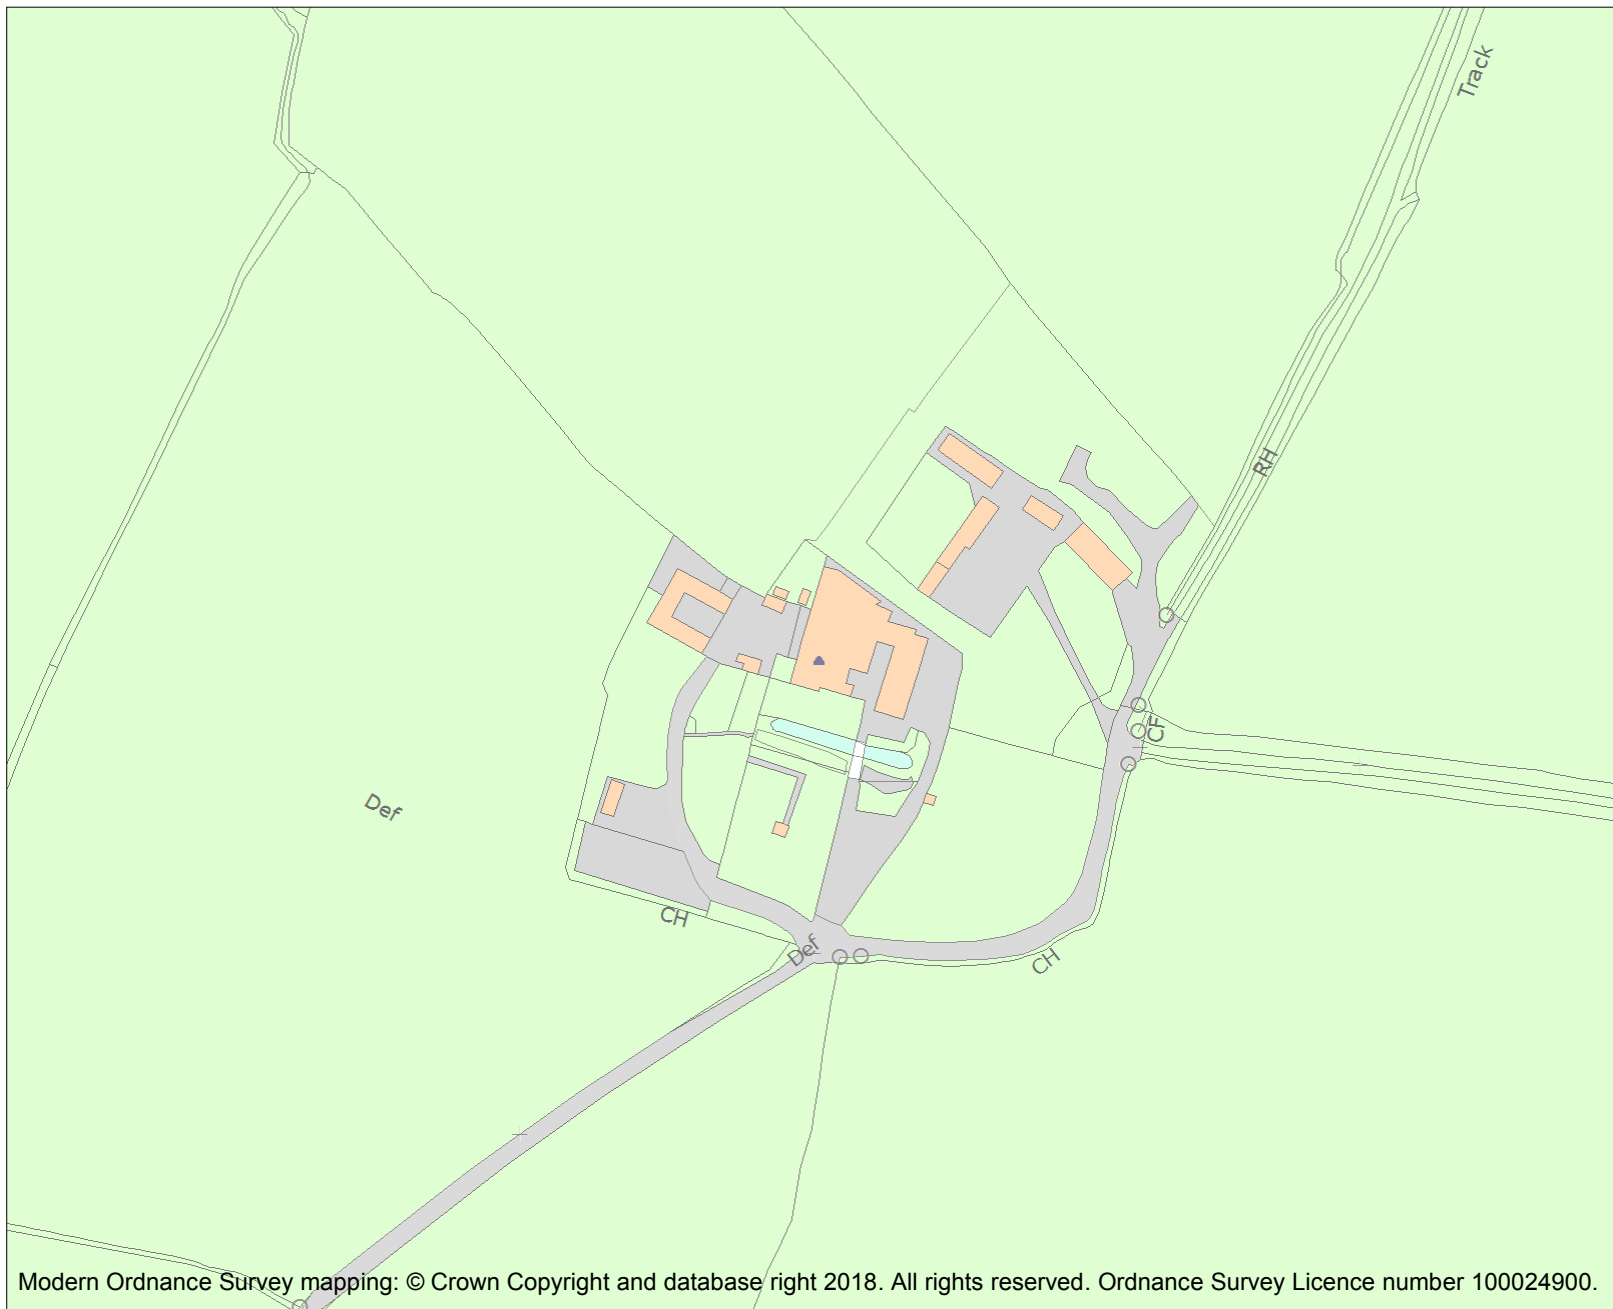 Track
RH
CF
Def
CH
Def
CH
Modern Ordnance Survey mapping: © Crown Copyright and database right 2018. All rights reserved. Ordnance Survey Licence number 100024900.